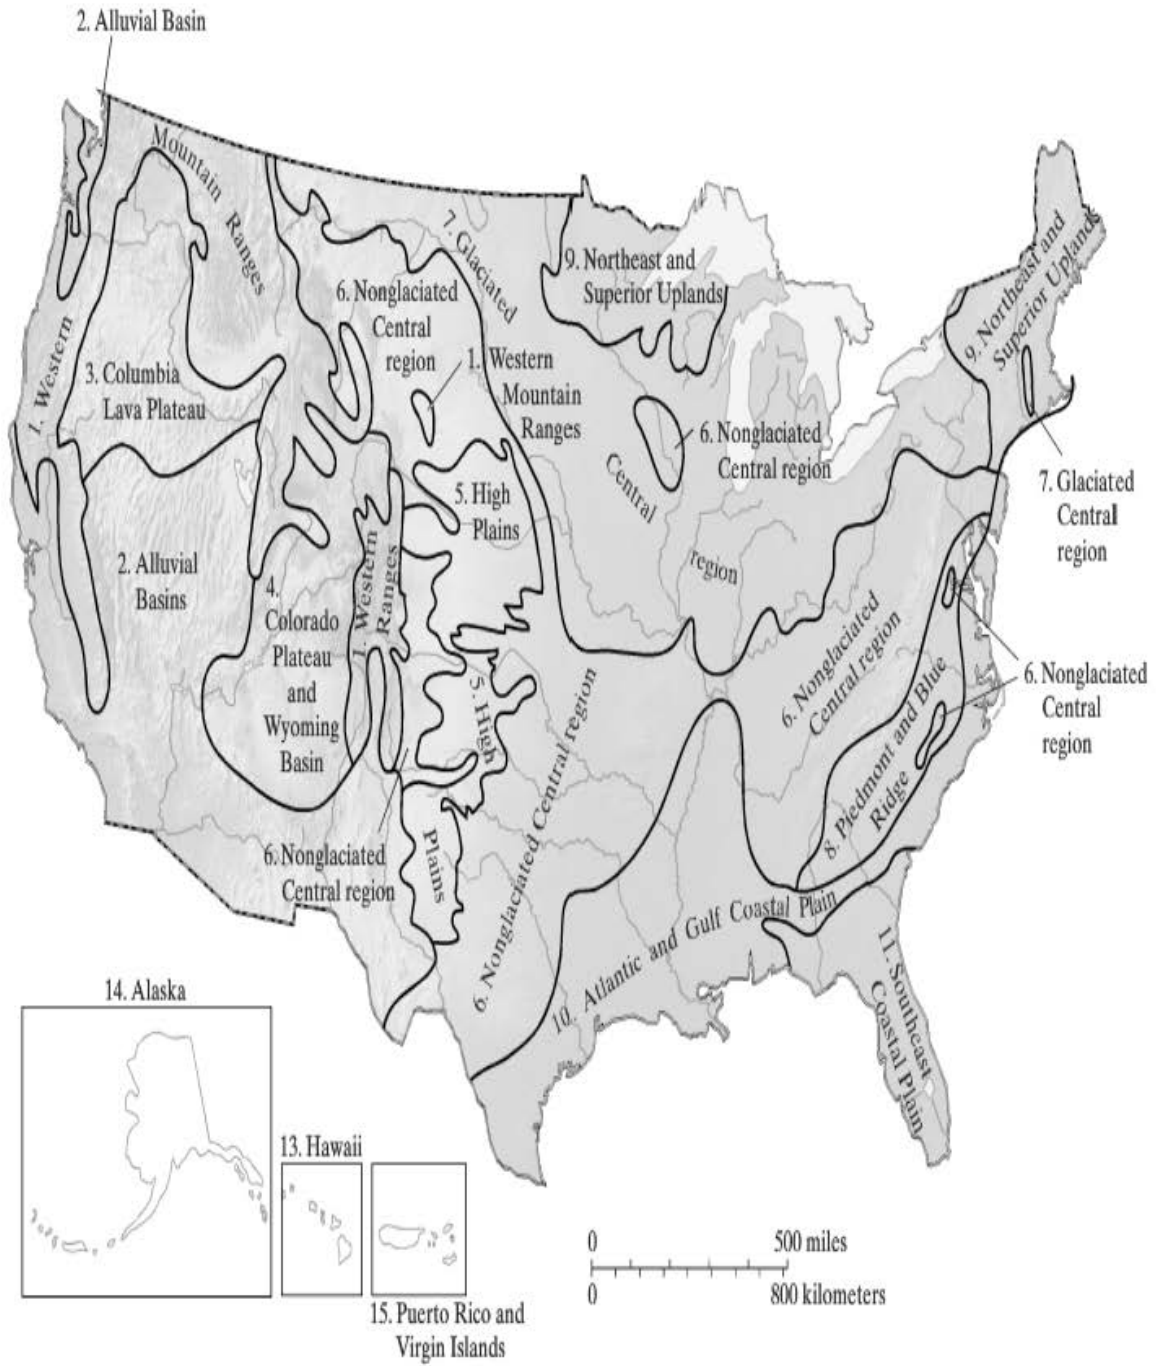 2. Alluvial Basin
Mountain
Ranges
1. Western
3. Columbia
Lava Plateau
2. Alluvial
Basins
4.
Colorado
Plateau
and
Wyoming
Basin
1. Western
Ranges
6. Nonglaciated
Central
region
1. Western
Mountain
Ranges
7. Glaciated
Central
region
9. Northeast and
Superior Uplands
6. Nonglaciated
Central region
5. High
Plains
5. High
Plains
6. Nonglaciated
Central region
6. Nonglaciated Central region
9. Northeast and
Superior Uplands
7. Glaciated
Central
region
6. Nonglaciated
Central region
6. Nonglaciated
Central
region
8. Piedmont and Blue
Ridge
10. Atlantic and Gulf Coastal Plain
11. Southeast
Coastal Plain
14. Alaska
13. Hawaii
15. Puerto Rico and
Virgin Islands
0 500 miles
0 800 kilometers